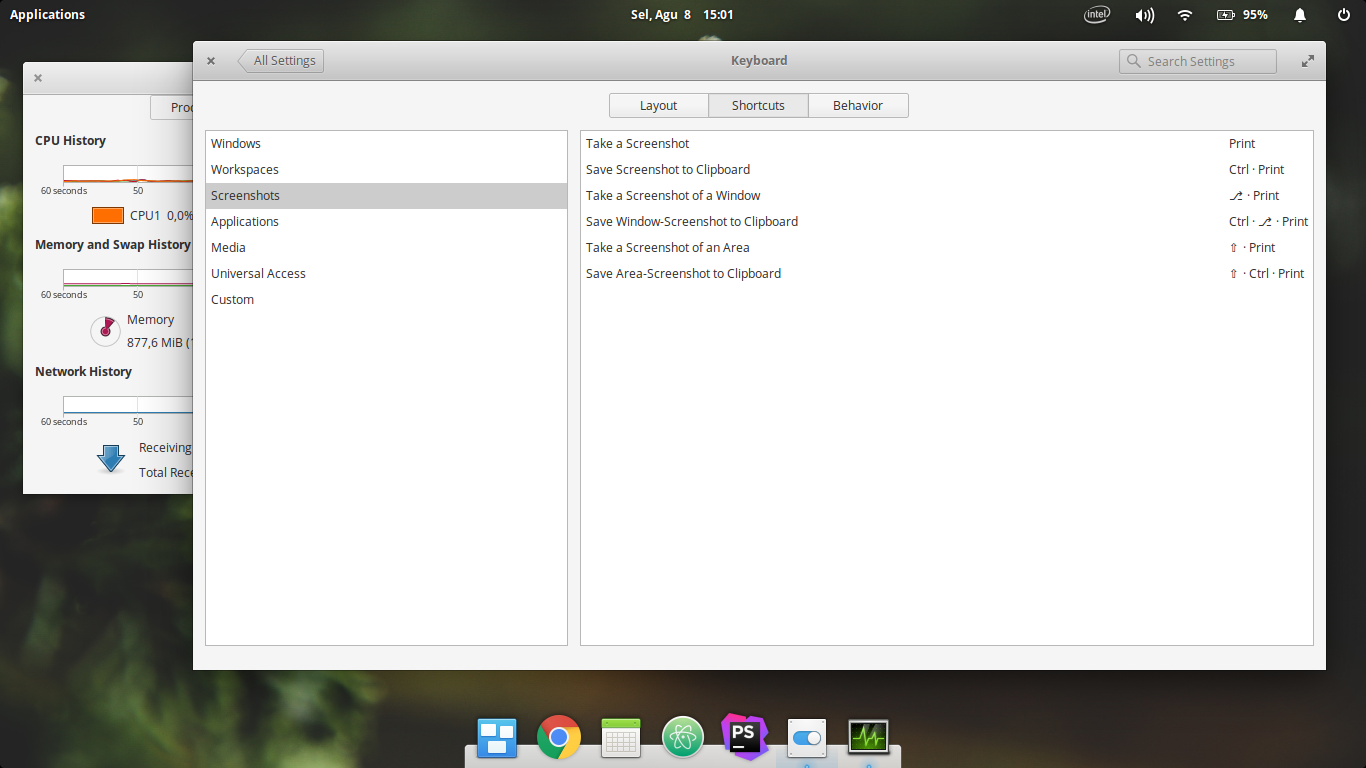 Applications
Sel, Agu 8 15:01
intel
95%
All Settings
Keyboard
Search Settings
Layout
Shortcuts
Behavior
Windows
Workspaces
Screenshots
Applications
Media
Universal Access
Custom
Take a Screenshot Print
Save Screenshot to Clipboard Ctrl · Print
Take a Screenshot of a Window ⎇ · Print
Save Window-Screenshot to Clipboard Ctrl · ⎇ · Print
Take a Screenshot of an Area ⇧ · Print
Save Area-Screenshot to Clipboard ⇧ · Ctrl · Print
Proc
CPU History
60 seconds 50
CPU1 0,0%
Memory and Swap History
60 seconds 50
Memory
877,6 MiB (
Network History
60 seconds 50
Receiving
Total Rece
PS